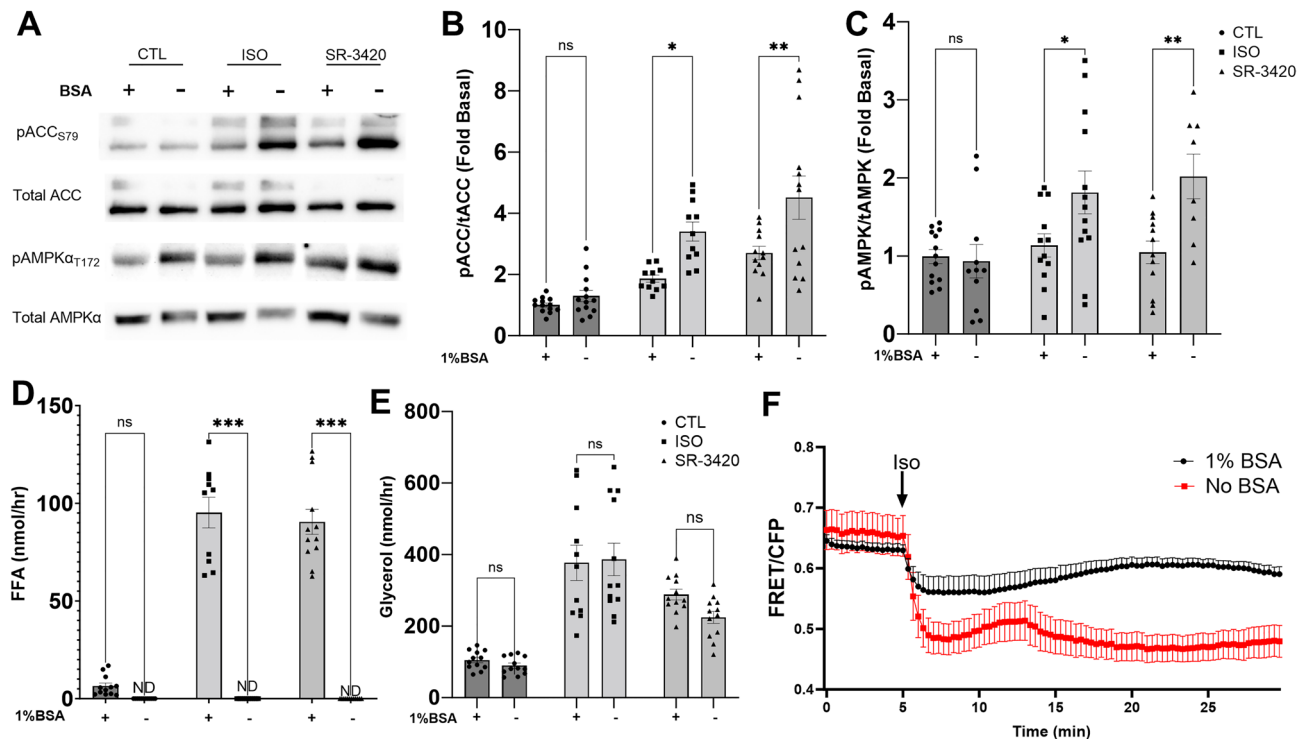 A
CTL ISO SR-3420
BSA + - + - + -
pACCS79
Total ACC
pAMPKαT172
Total AMPKα
B
pACC/tACC (Fold Basal)
10
8
6
4
2
0
ns * **
1%BSA + - + - + -
C
pAMPK/tAMPK (Fold Basal)
4
3
2
1
0
ns * **
CTL
ISO
SR-3420
1%BSA + - + - + -
D
FFA (nmol/hr)
150
100
50
0
ns *** ***
ND ND ND
1%BSA + - + - + -
E
Glycerol (nmol/hr)
800
600
400
200
0
ns ns ns
CTL
ISO
SR-3420
1%BSA + - + - + -
F
FRET/CFP
0.8
0.7
0.6
0.5
0.4
Iso
1% BSA
No BSA
0 5 10 15 20 25
Time (min)